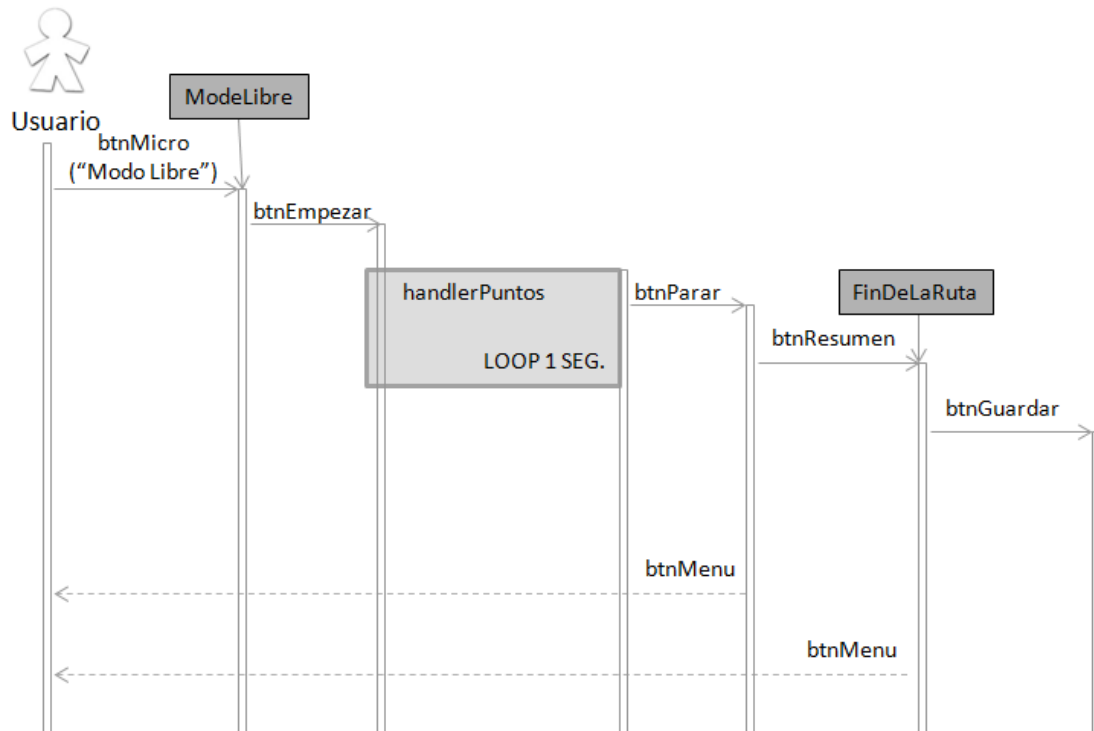 ModeLibre
Usuario
btnMicro
(“Modo Libre”)
btnEmpezar
handlerPuntos
LOOP 1 SEG.
btnParar
FinDeLaRuta
btnResumen
btnGuardar
btnMenu
btnMenu